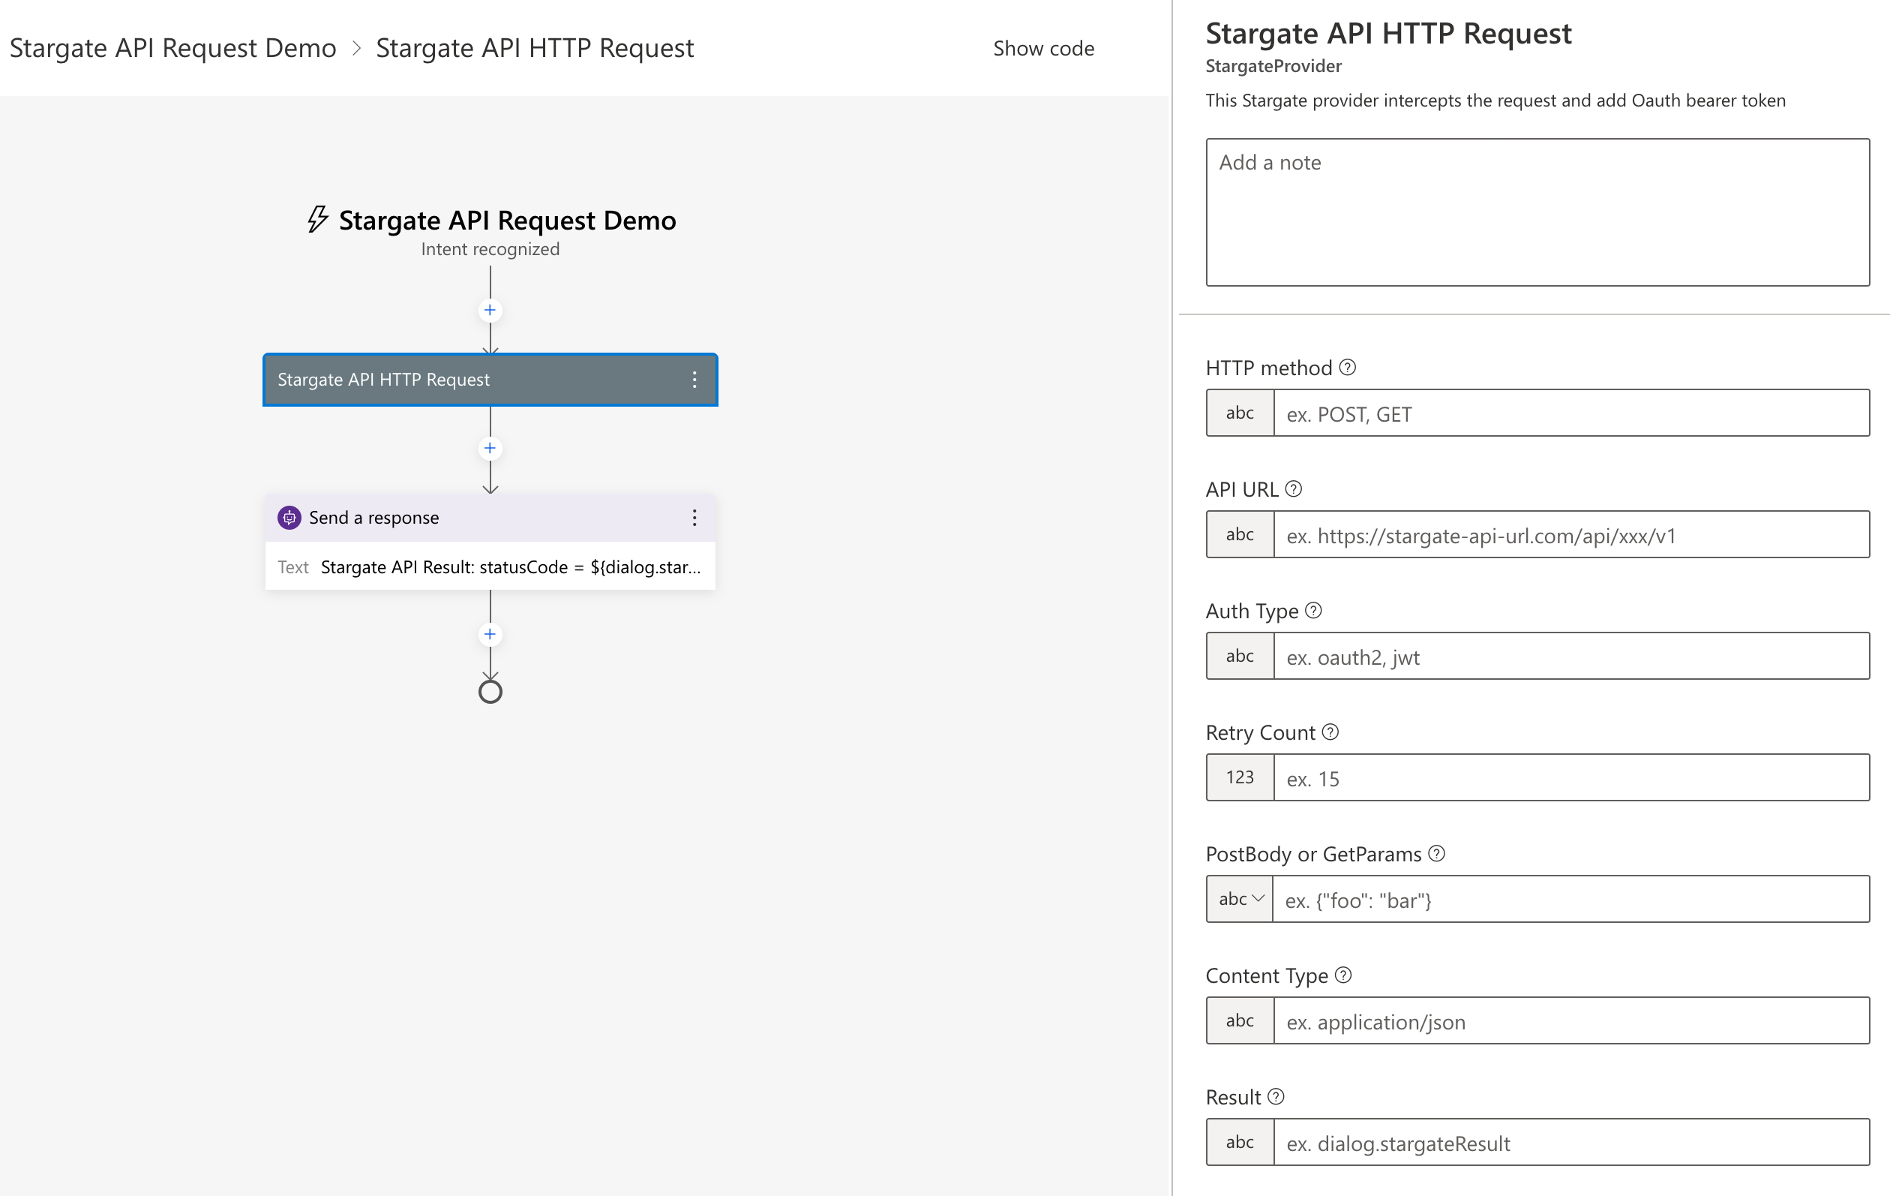 Stargate API Request Demo > Stargate API HTTP Request
Show code
Stargate API Request Demo
Intent recognized
Stargate API HTTP Request
Send a response
Text Stargate API Result: statusCode = ${dialog.star...
Stargate API HTTP Request
StargateProvider
This Stargate provider intercepts the request and add Oauth bearer token
Add a note
HTTP method
abc ex. POST, GET
API URL
abc ex. https://stargate-api-url.com/api/xxx/v1
Auth Type
abc ex. oauth2, jwt
Retry Count
123 ex. 15
PostBody or GetParams
abc ex. {"foo": "bar"}
Content Type
abc ex. application/json
Result
abc ex. dialog.stargateResult